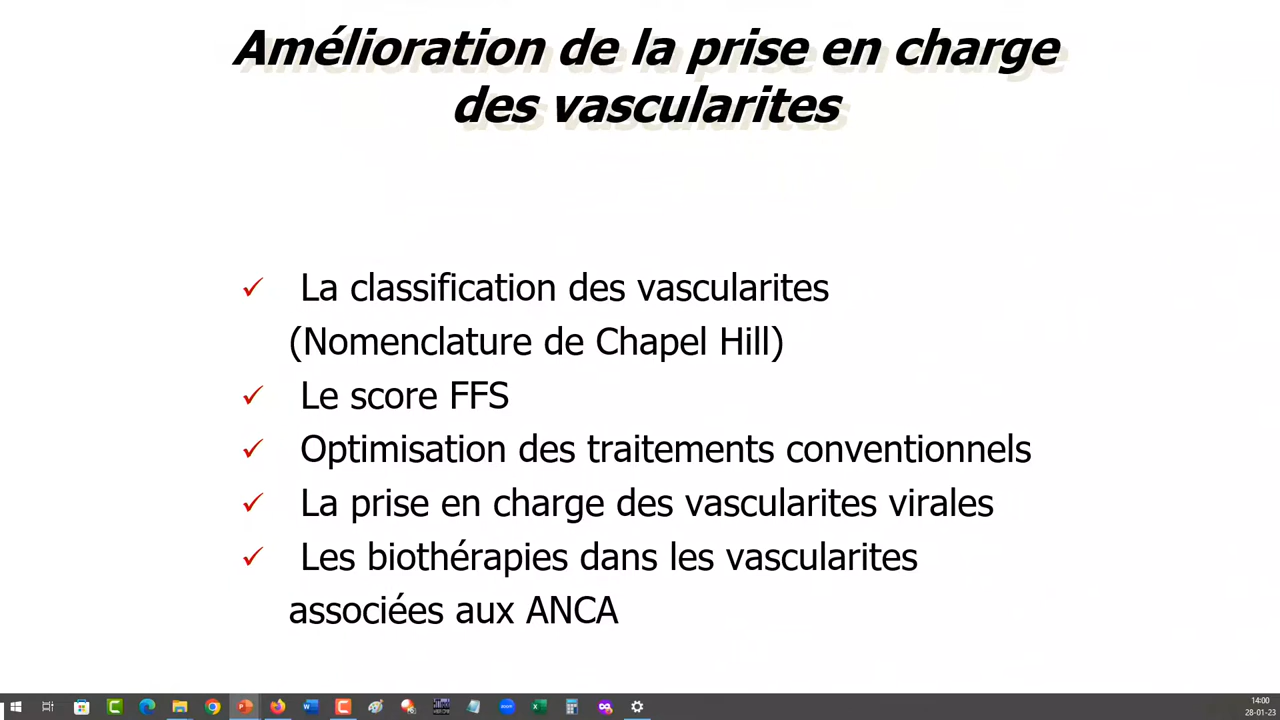 Amélioration de la prise en charge
des vascularites
✓ La classification des vascularites
(Nomenclature de Chapel Hill)
✓ Le score FFS
✓ Optimisation des traitements conventionnels
✓ La prise en charge des vascularites virales
✓ Les biothérapies dans les vascularites
associées aux ANCA
14:00
28-01-23